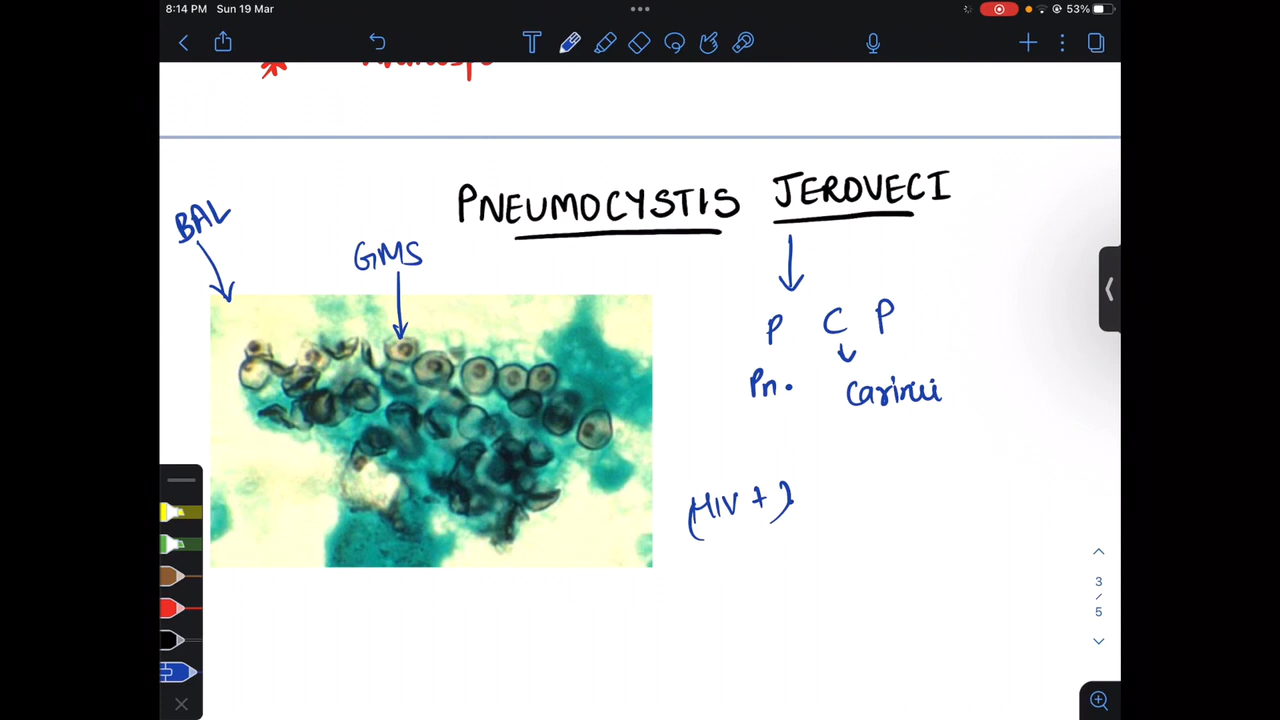 8:14 PM Sun 19 Mar
53%
T
PNEUMOCYSTIS JEROVECI
BAL
GMS
P C P
Pn. Carinii
(HIV +)
3
/
5